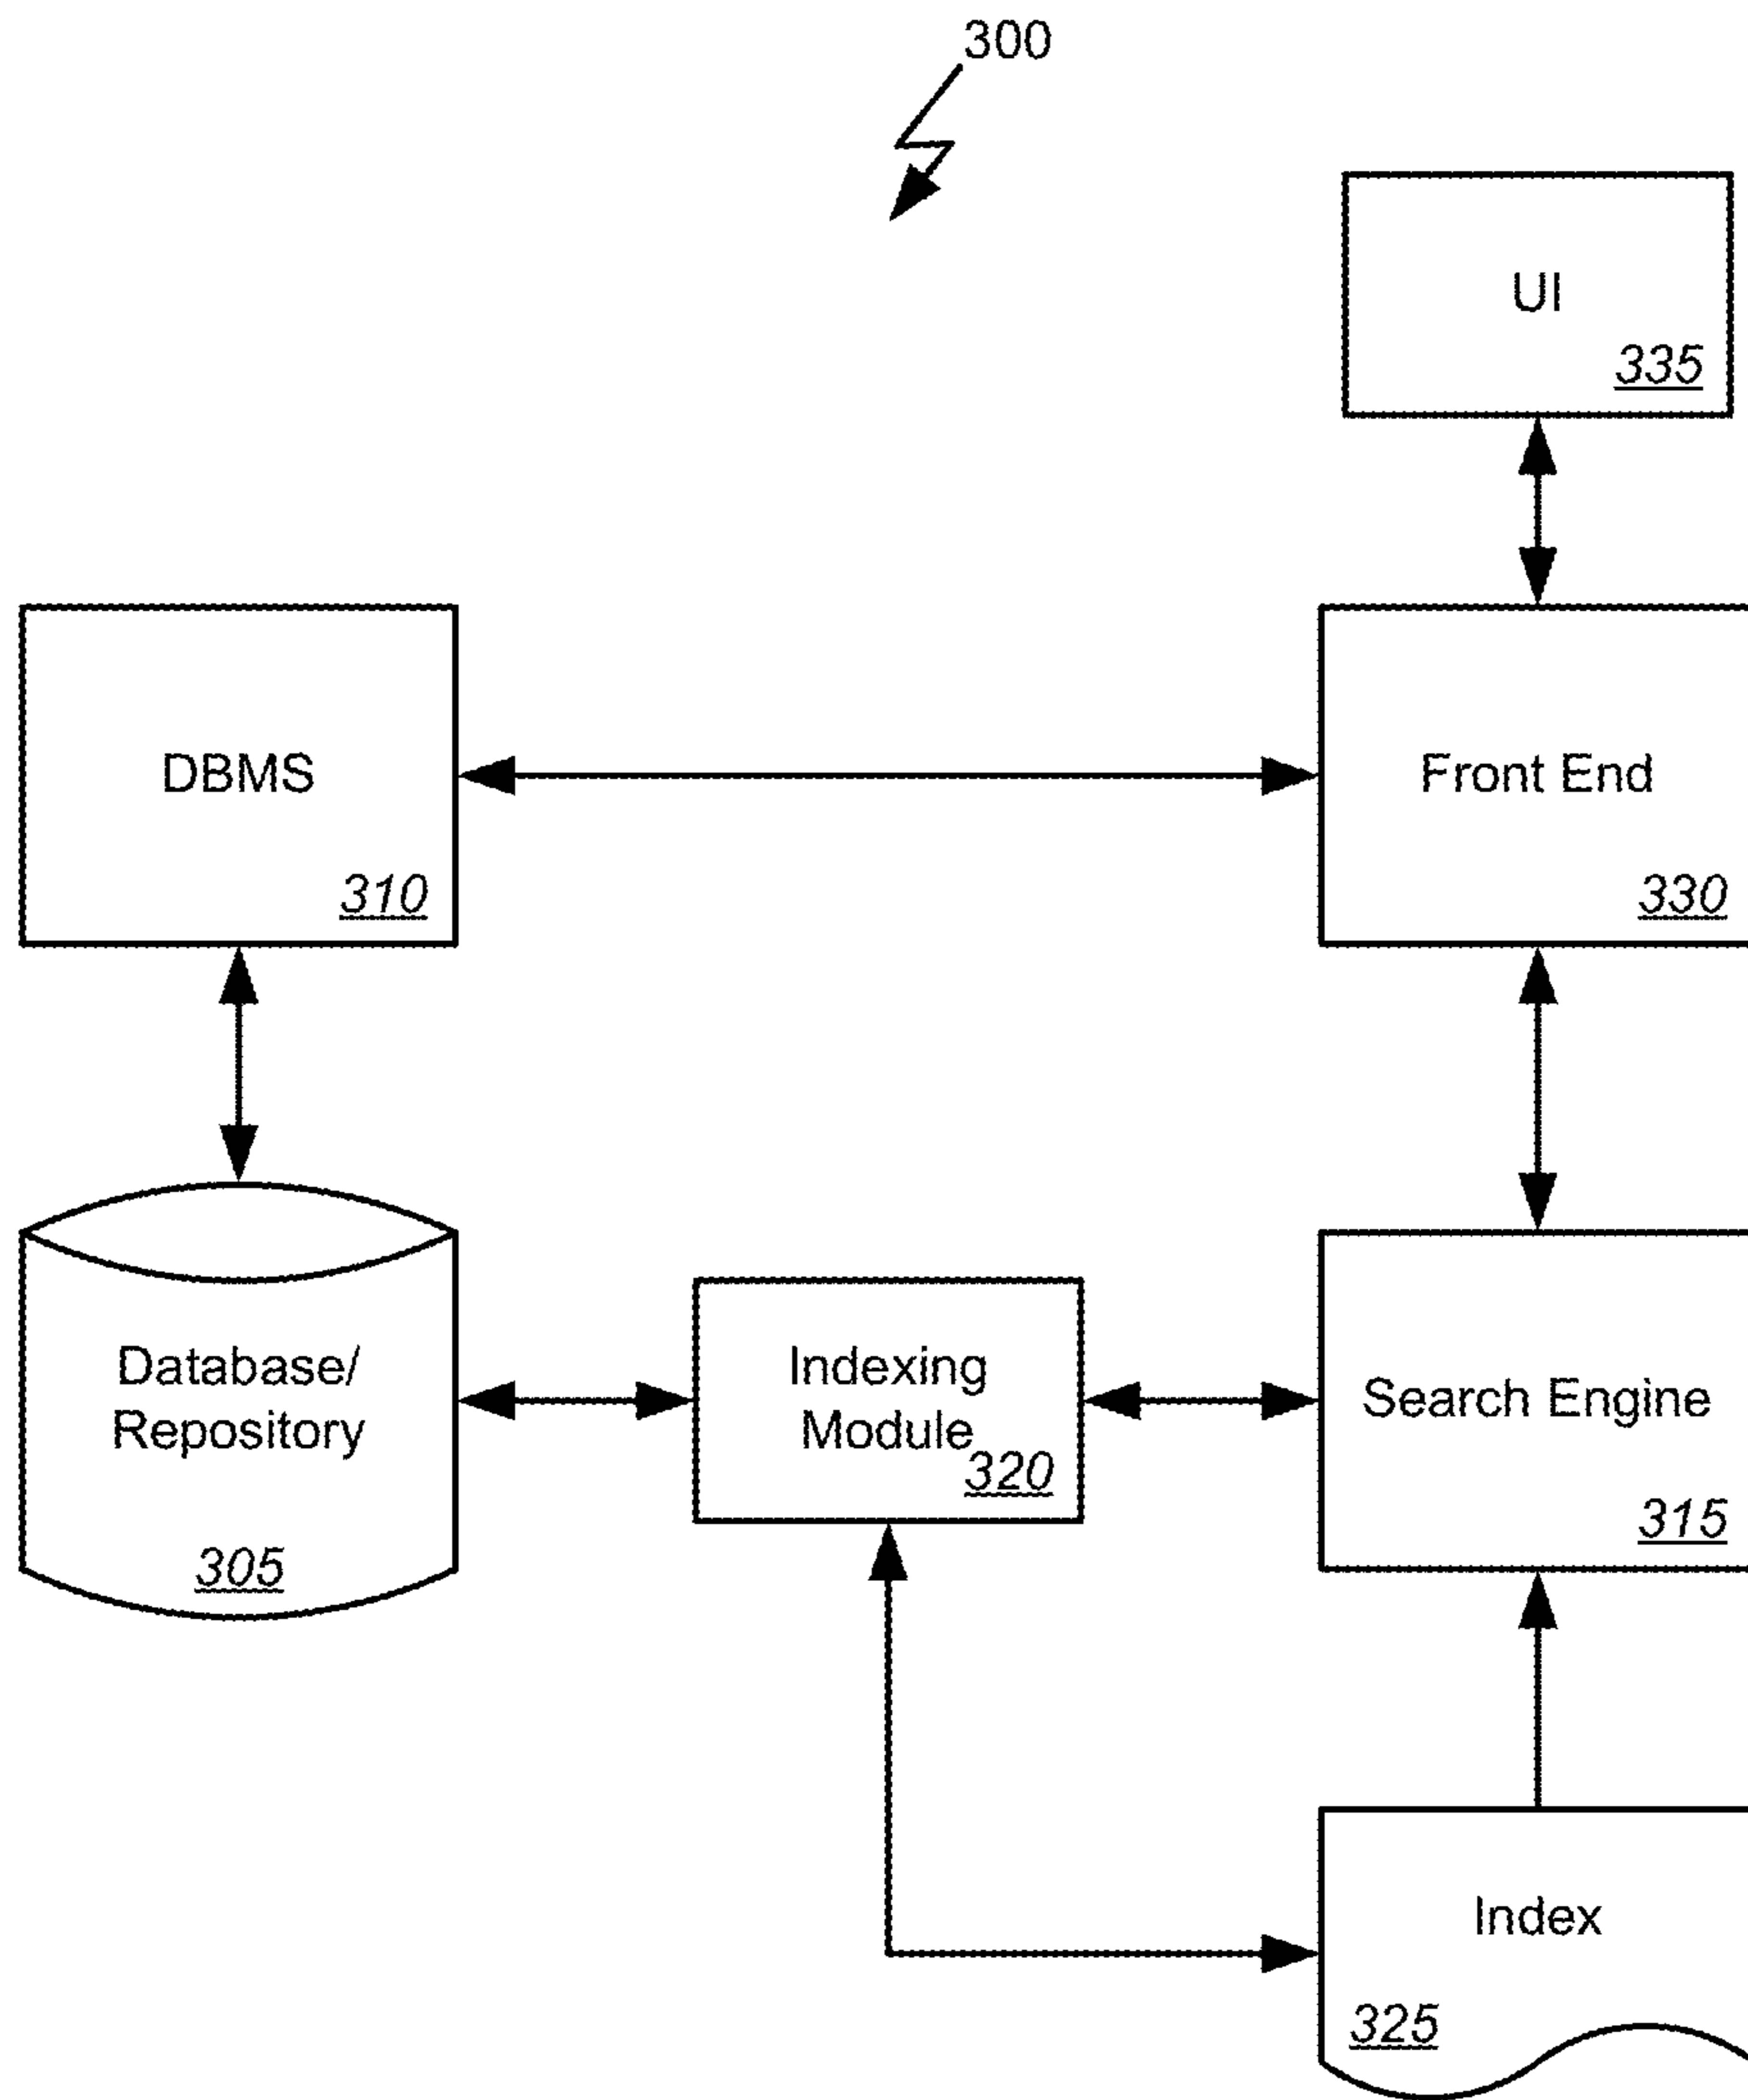 300
UI
335
DBMS
310
Front End
330
Database/
Repository
305
Indexing
Module
320
Search Engine
315
Index
325